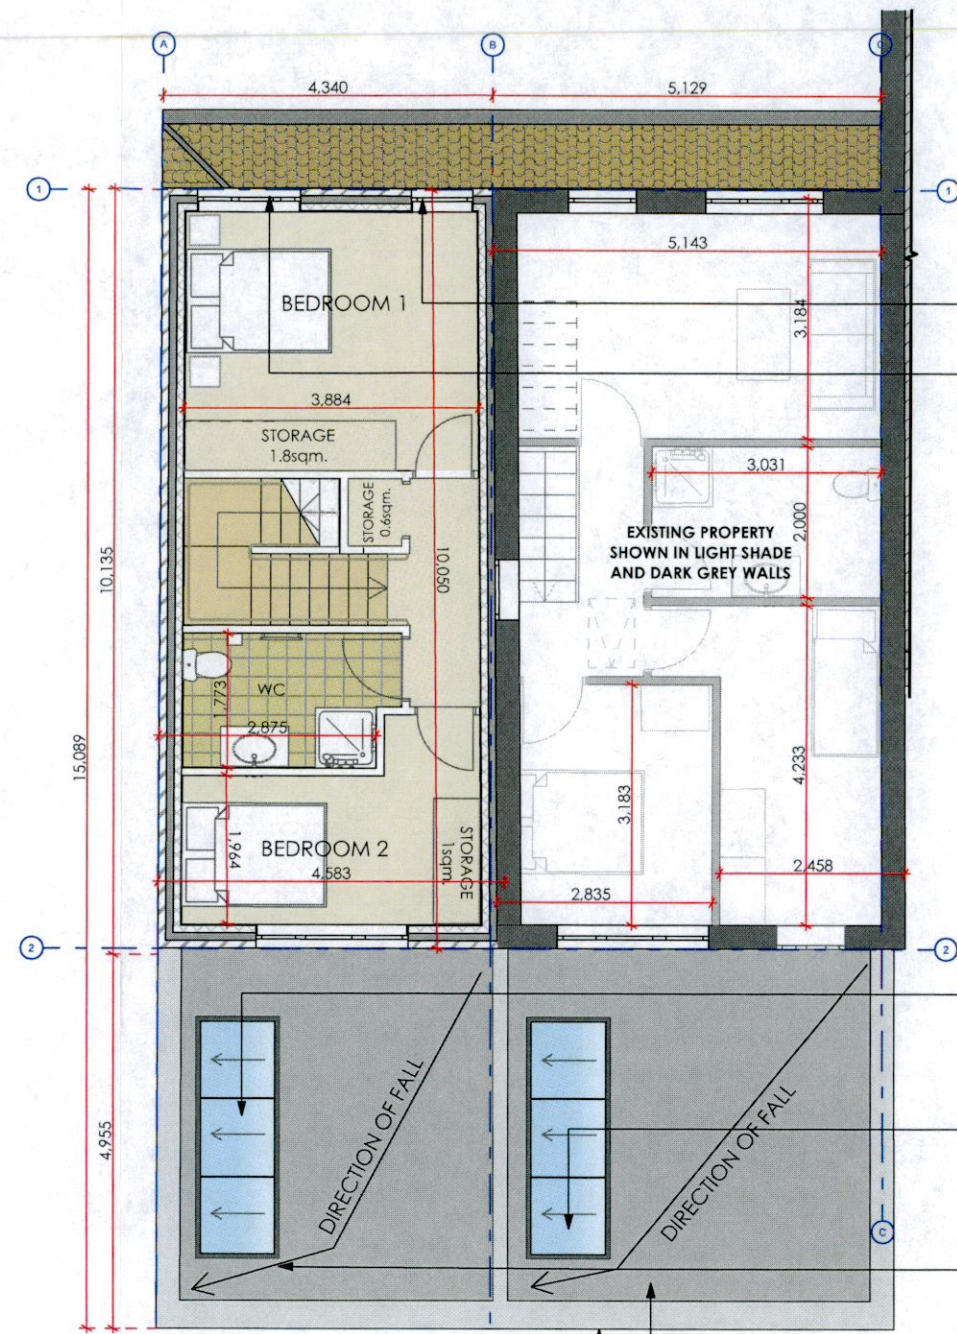 A
B
C
4,340
5,129
1
1
5,143
BEDROOM 1
3,184
3,884
STORAGE
1.8sqm.
STORAGE
0.6sqm.
3,031
EXISTING PROPERTY
SHOWN IN LIGHT SHADE
AND DARK GREY WALLS
2,000
10,135
10,050
WC
1,773
2,875
15,089
4,233
3,183
BEDROOM 2
1,964
4,583
STORAGE
1sqm.
2,835
2,458
2
2
4,955
DIRECTION OF FALL
DIRECTION OF FALL
C